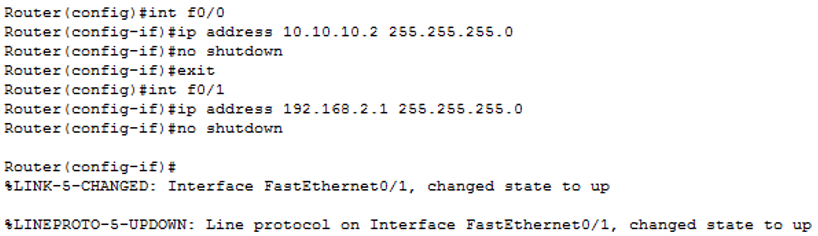 Router(config)#int f0/0
Router(config-if)#ip address 10.10.10.2 255.255.255.0
Router(config-if)#no shutdown
Router(config-if)#exit
Router(config)#int f0/1
Router(config-if)#ip address 192.168.2.1 255.255.255.0
Router(config-if)#no shutdown
Router(config-if)#
%LINK-5-CHANGED: Interface FastEthernet0/1, changed state to up
%LINEPROTO-5-UPDOWN: Line protocol on Interface FastEthernet0/1, changed state to up